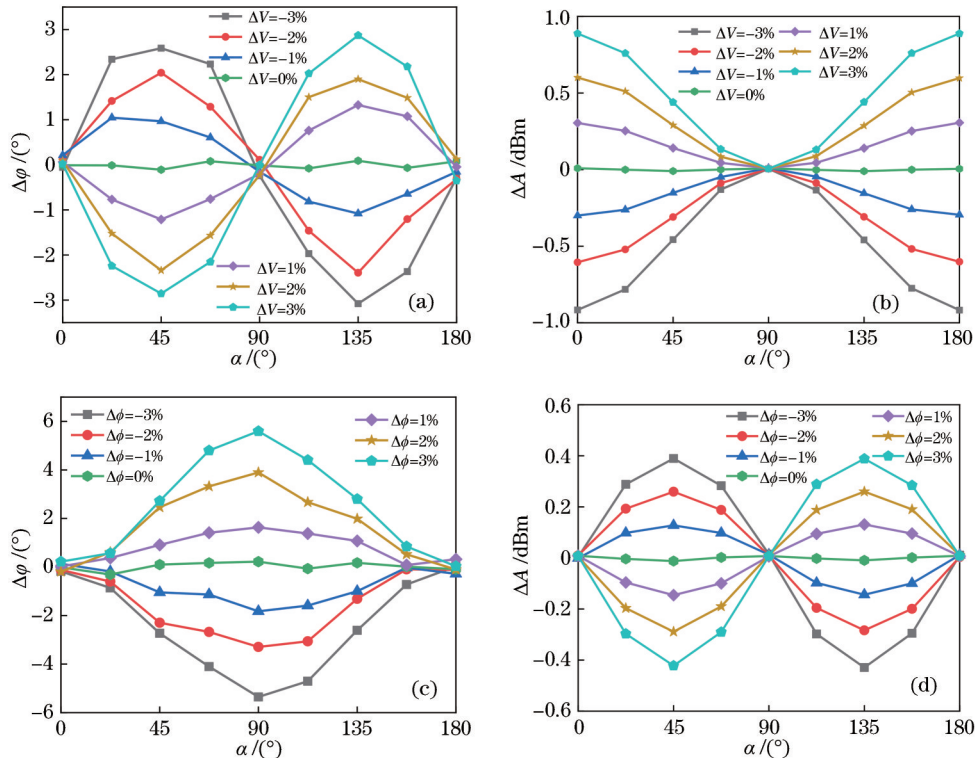 3
2
1
0
-1
-2
-3
Δφ /(°)
ΔV=-3%
ΔV=-2%
ΔV=-1%
ΔV=0%
ΔV=1%
ΔV=2%
ΔV=3%
(a)
0 45 90 135 180
α /(°)
1.0
0.5
0
-0.5
-1.0
ΔA /dBm
ΔV=-3% ΔV=1%
ΔV=-2% ΔV=2%
ΔV=-1% ΔV=3%
ΔV=0%
(b)
0 45 90 135 180
α /(°)
6
4
2
0
-2
-4
-6
Δφ /(°)
Δϕ=-3% Δϕ=1%
Δϕ=-2% Δϕ=2%
Δϕ=-1% Δϕ=3%
Δϕ=0%
(c)
0 45 90 135 180
α /(°)
0.6
0.4
0.2
0
-0.2
-0.4
-0.6
ΔA /dBm
Δϕ=-3% Δϕ=1%
Δϕ=-2% Δϕ=2%
Δϕ=-1% Δϕ=3%
Δϕ=0%
(d)
0 45 90 135 180
α /(°)